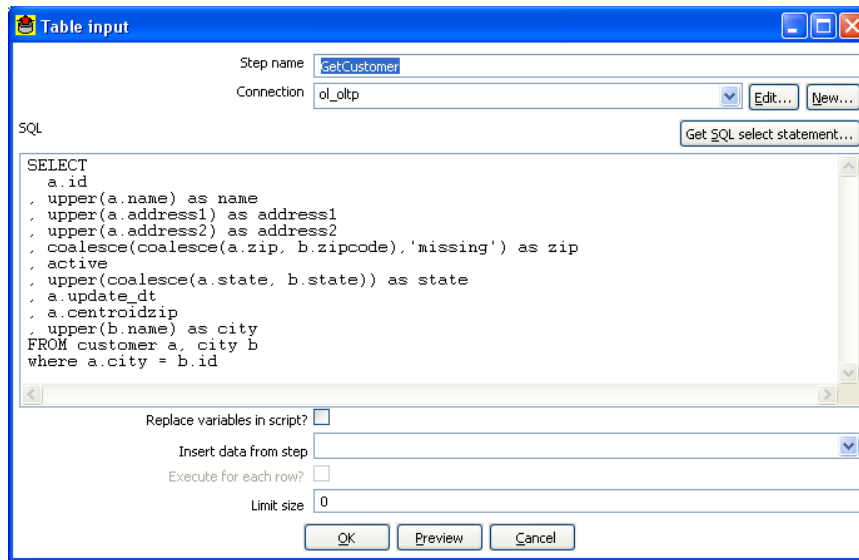 Table input
Step name GetCustomer
Connection ol_oltp Edit... New...
SQL Get SQL select statement...
SELECT
  a.id
, upper(a.name) as name
, upper(a.address1) as address1
, upper(a.address2) as address2
, coalesce(coalesce(a.zip, b.zipcode),'missing') as zip
, active
, upper(coalesce(a.state, b.state)) as state
, a.update_dt
, a.centroidzip
, upper(b.name) as city
FROM customer a, city b
where a.city = b.id
Replace variables in script?
Insert data from step
Execute for each row?
Limit size 0
OK Preview Cancel